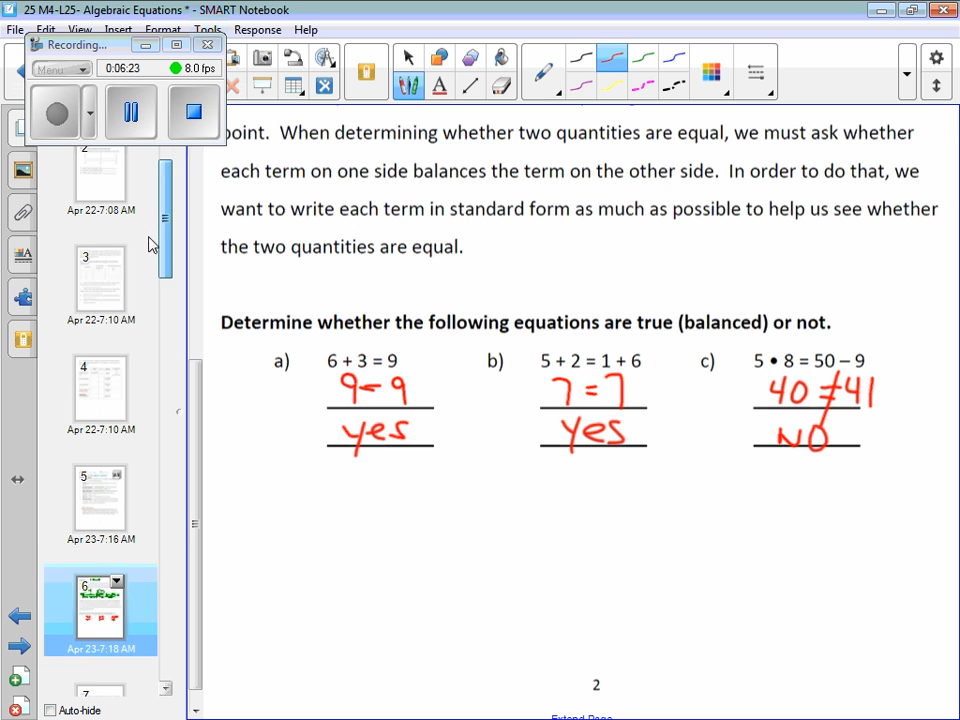 25 M4-L25- Algebraic Equations * - SMART Notebook
File Edit View Insert Format Tools Response Help
Recording...
Menu 0:06:23 8.0 fps
point. When determining whether two quantities are equal, we must ask whether
each term on one side balances the term on the other side. In order to do that, we
want to write each term in standard form as much as possible to help us see whether
the two quantities are equal.
Determine whether the following equations are true (balanced) or not.
a) 6 + 3 = 9 b) 5 + 2 = 1 + 6 c) 5 • 8 = 50 – 9
9 = 9 7 = 7 40 ≠ 41
yes yes NO
2
Extend Page
2
Apr 22-7:08 AM
3
Apr 22-7:10 AM
4
Apr 22-7:10 AM
5
Apr 23-7:16 AM
6
Apr 23-7:18 AM
7
Auto-hide